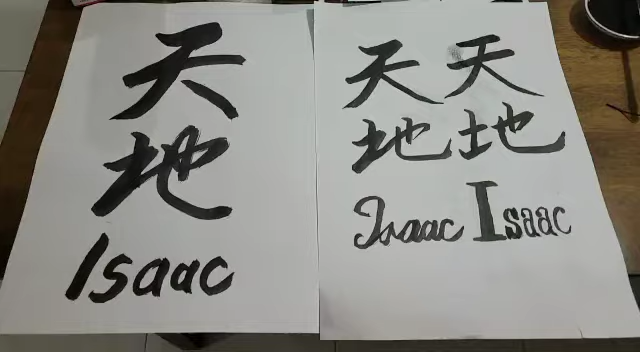 天
地
Isaac
天 天
地 地
Isaac Isaac